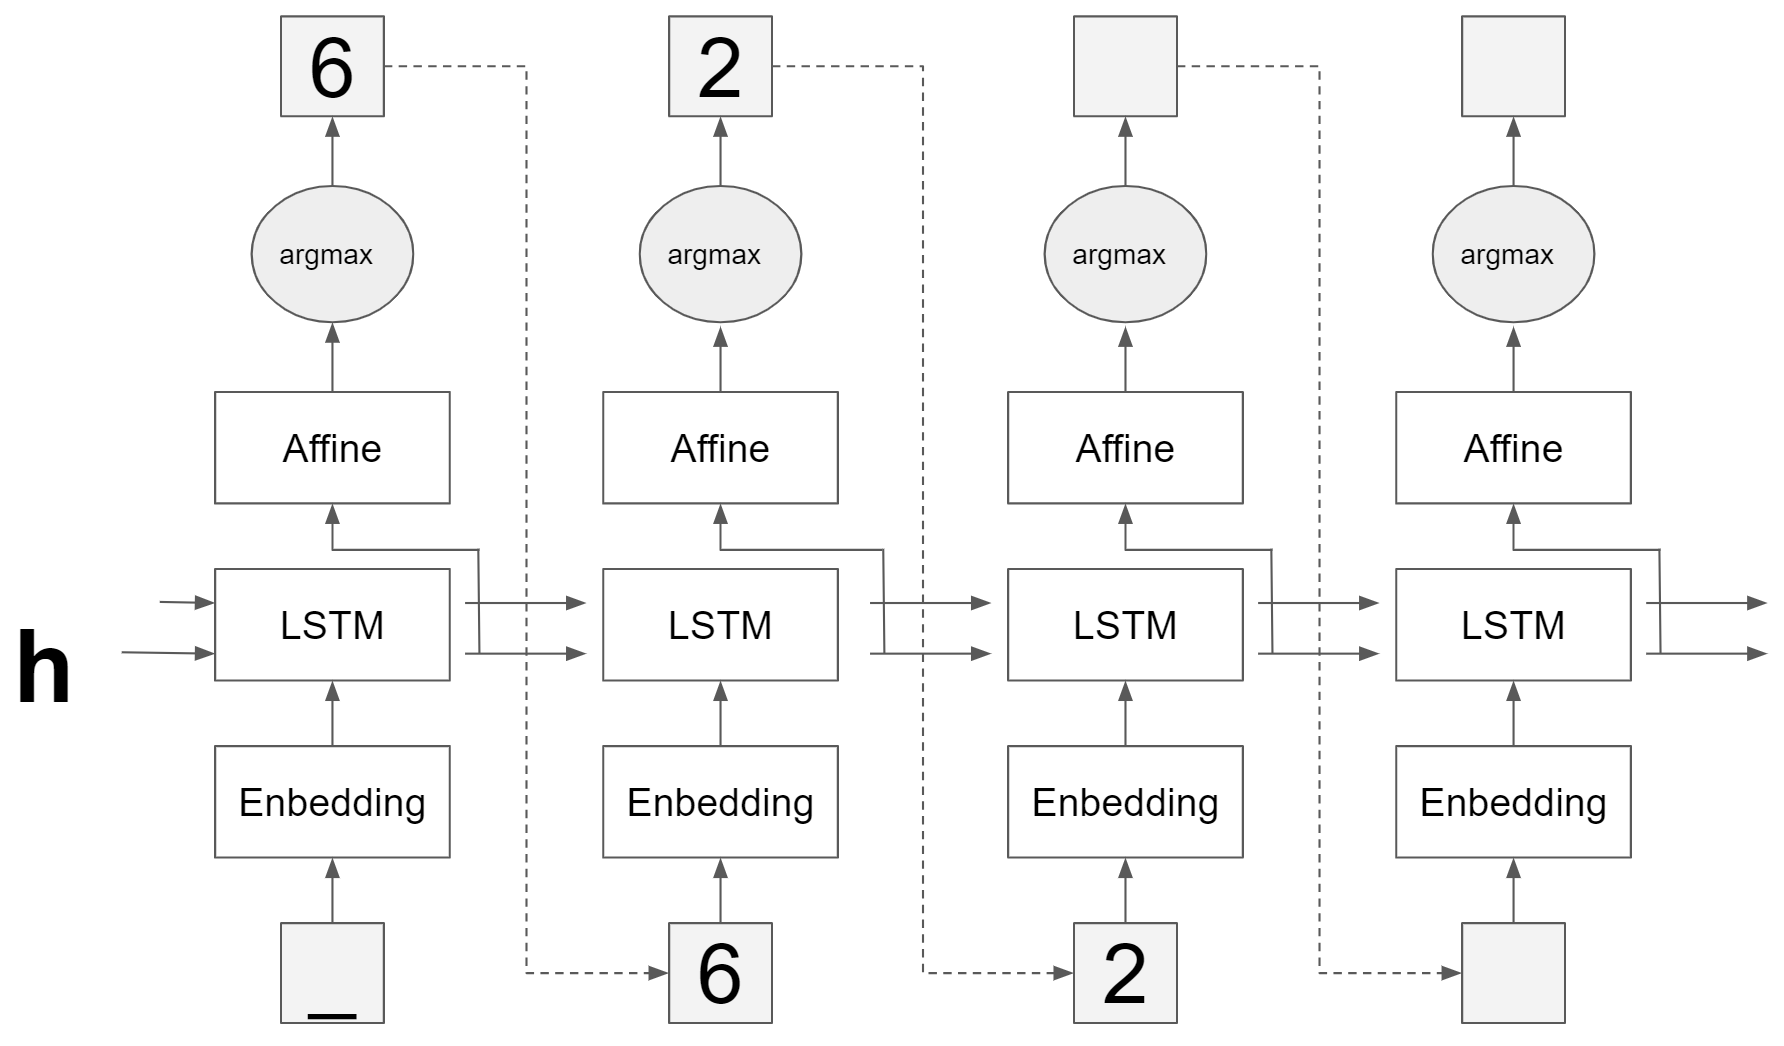 6 2
argmax argmax argmax argmax
Affine Affine Affine Affine
h LSTM LSTM LSTM LSTM
Enbedding Enbedding Enbedding Enbedding
_ 6 2